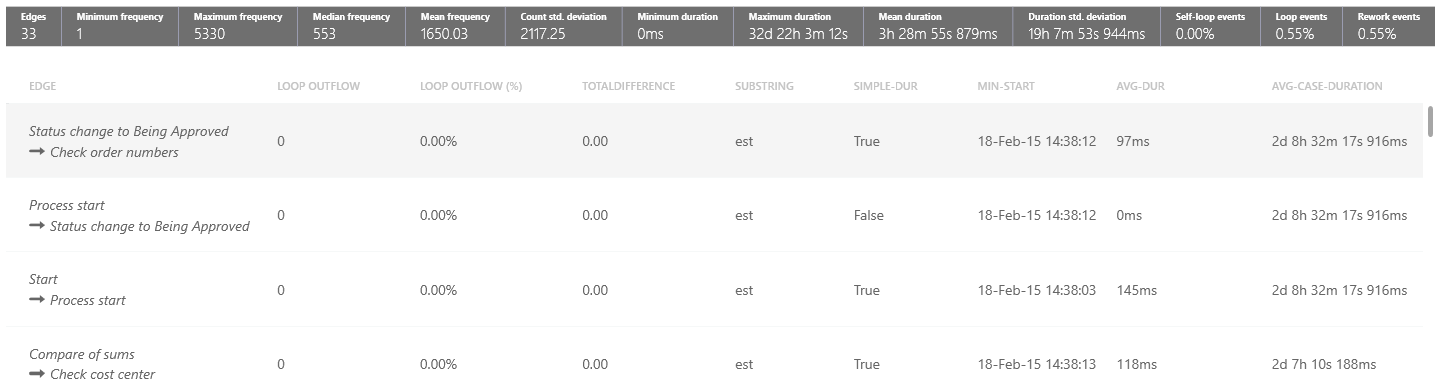 Edges Minimum frequency Maximum frequency Median frequency Mean frequency Count std. deviation Minimum duration Maximum duration Mean duration Duration std. deviation Self-loop events Loop events Rework events
33 1 5330 553 1650.03 2117.25 0ms 32d 22h 3m 12s 3h 28m 55s 879ms 19h 7m 53s 944ms 0.00% 0.55% 0.55%
EDGE LOOP OUTFLOW LOOP OUTFLOW (%) TOTALDIFFERENCE SUBSTRING SIMPLE-DUR MIN-START AVG-DUR AVG-CASE-DURATION
Status change to Being Approved
→ Check order numbers 0 0.00% 0.00 est True 18-Feb-15 14:38:12 97ms 2d 8h 32m 17s 916ms
Process start
→ Status change to Being Approved 0 0.00% 0.00 est False 18-Feb-15 14:38:12 0ms 2d 8h 32m 17s 916ms
Start
→ Process start 0 0.00% 0.00 est True 18-Feb-15 14:38:03 145ms 2d 8h 32m 17s 916ms
Compare of sums
→ Check cost center 0 0.00% 0.00 est True 18-Feb-15 14:38:13 118ms 2d 7h 10s 188ms